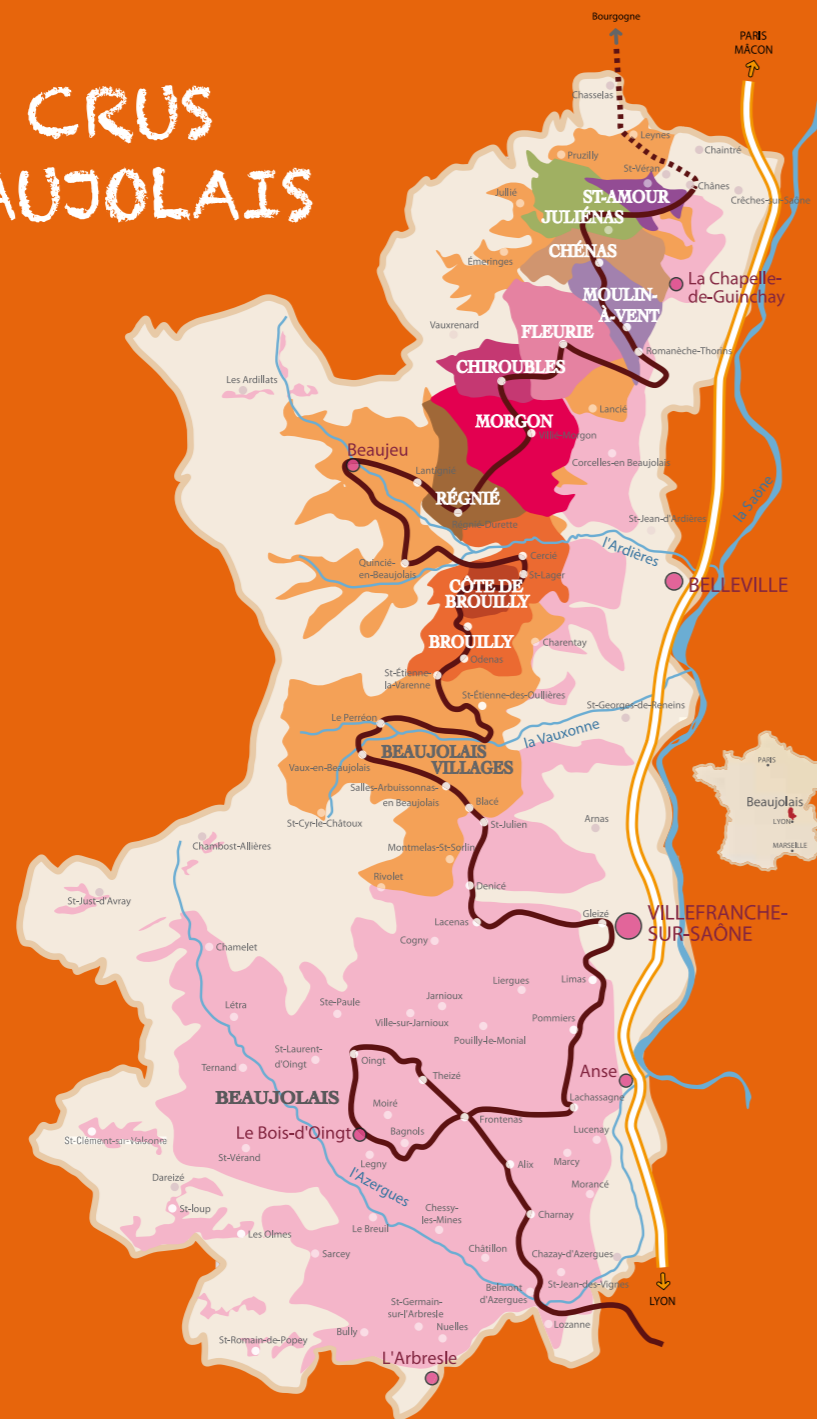 CRUS
AUJOLAIS
Bourgogne
PARIS
MÂCON
Chasselas
Leynes
Chaintré
Pruzilly
St-Véran
Chânes
Jullié
ST-AMOUR
Crêches-sur-Saône
JULIÉNAS
Émeringes
CHÉNAS
La Chapelle-
de-Guinchay
MOULIN-
À-VENT
Vauxrenard
FLEURIE
Romanèche-Thorins
CHIROUBLES
Les Ardillats
Lancié
MORGON
Villié-Morgon
Beaujeu
Corcelles-en Beaujolais
Lantignié
la Saône
RÉGNIÉ
Régnié-Durette
St-Jean-d'Ardières
l'Ardières
Cercié
Quincié-
en-Beaujolais
St-Lager
BELLEVILLE
CÔTE DE
BROUILLY
BROUILLY
Charentay
Odenas
St-Étienne-
la-Varenne
St-Étienne-des-Oullières
St-Georges-de-Reneins
Le Perréon
la Vauxonne
BEAUJOLAIS
VILLAGES
Vaux-en-Beaujolais
PARIS
Salles-Arbuissonnas-
en Beaujolais
Blacé
Beaujolais
St-Cyr-le-Châtoux
St-Julien
Arnas
LYON
Chambost-Allières
Montmelas-St-Sorlin
MARSEILLE
Rivolet
Denicé
St-Just-d'Avray
Lacenas
Gleizé
VILLEFRANCHE-
SUR-SAÔNE
Chamelet
Cogny
Liergues
Limas
Létra
Ste-Paule
Jarnioux
Ville-sur-Jarnioux
Pommiers
Pouilly-le-Monial
St-Laurent-
d'Oingt
Oingt
Ternand
Theizé
Anse
BEAUJOLAIS
Lachassagne
Moiré
Frontenas
Le Bois-d'Oingt
Bagnols
Lucenay
St-Clément-sur-Valsonne
St-Vérand
Legny
Alix
Marcy
Dareizé
l'Azergues
Morancé
St-loup
Chessy-
les-Mines
Charnay
Le Breuil
Les Olmes
Sarcey
Châtillon
Chazay-d'Azergues
Belmont
d'Azergues
St-Jean-des-Vignes
LYON
St-Germain-
sur-l'Arbresle
Lozanne
St-Romain-de-Popey
Bully
Nuelles
L'Arbresle